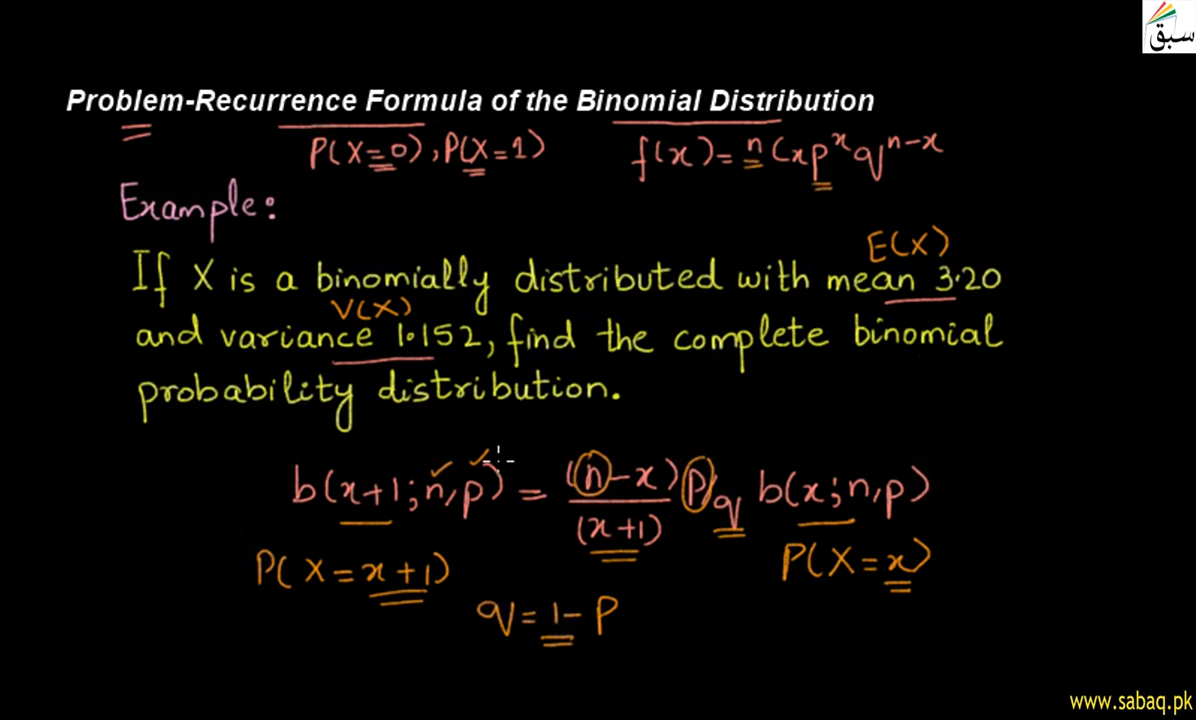 سبق
Problem-Recurrence Formula of the Binomial Distribution
P(X=0), P(X=1) f(x)=nCxp^x q^n-x
Example:
E(X)
If X is a binomially distributed with mean 3.20
V(X)
and variance 1.152, find the complete binomial
probability distribution.
b(x+1; n,p) = (n-x)p/(x+1)q b(x; n,p)
P(X=x+1) P(X=x)
q=1-P
www.sabaq.pk